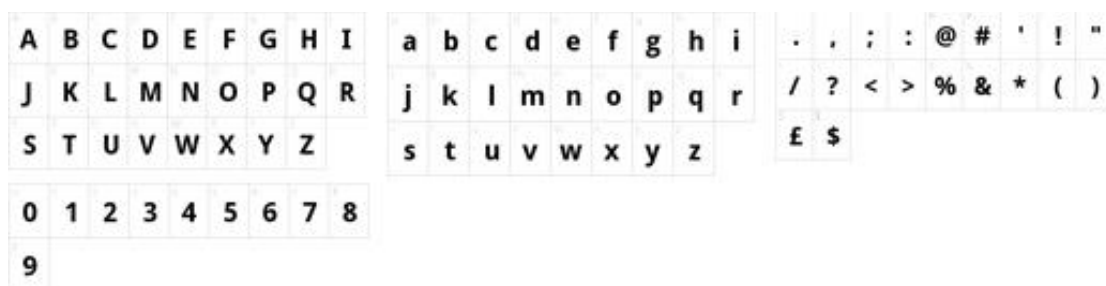 A B C D E F G H I
J K L M N O P Q R
S T U V W X Y Z
0 1 2 3 4 5 6 7 8
9
a b c d e f g h i
j k l m n o p q r
s t u v w x y z
. , ; : @ # ' ! "
/ ? < > % & * ( )
£ $